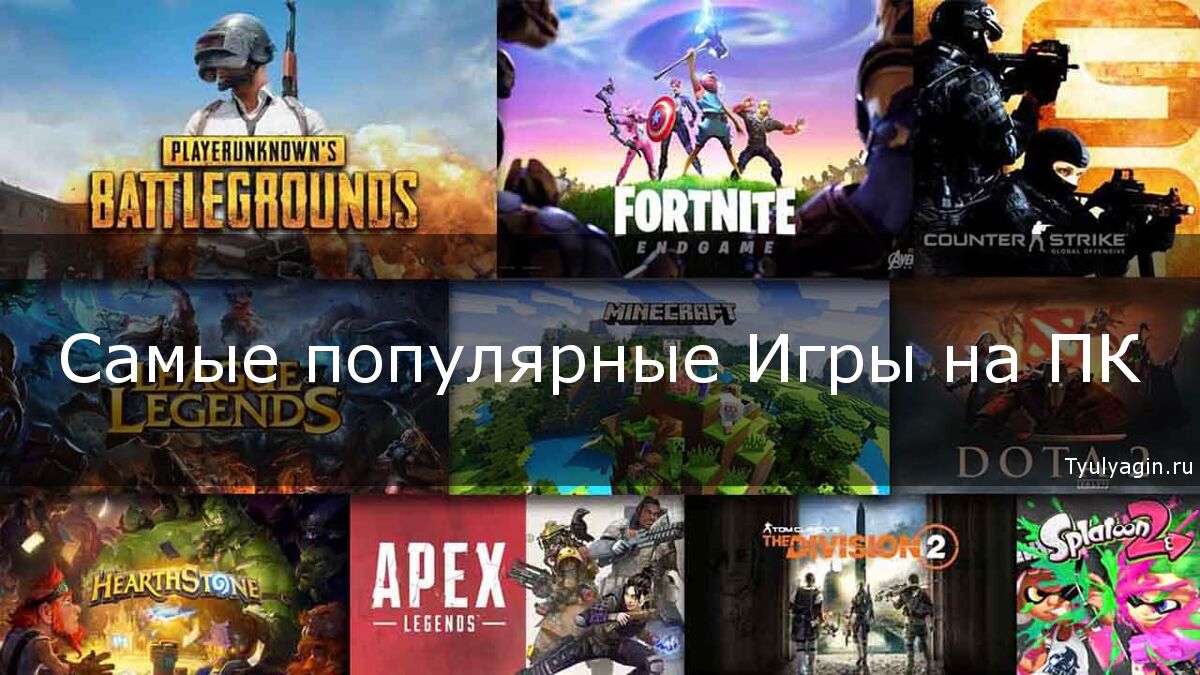 PLAYERUNKNOWN'S
BATTLEGROUNDS
FORTNITE
ENDGAME
COUNTER STRIKE
GLOBAL OFFENSIVE
MINECRAFT
Самые популярные Игры на ПК
LEAGUE
LEGENDS
DOTA 2
Tyulyagin.ru
HEARTHSTONE
APEX
LEGENDS
TOM CLANCY'S
THE DIVISION 2
Splatoon 2